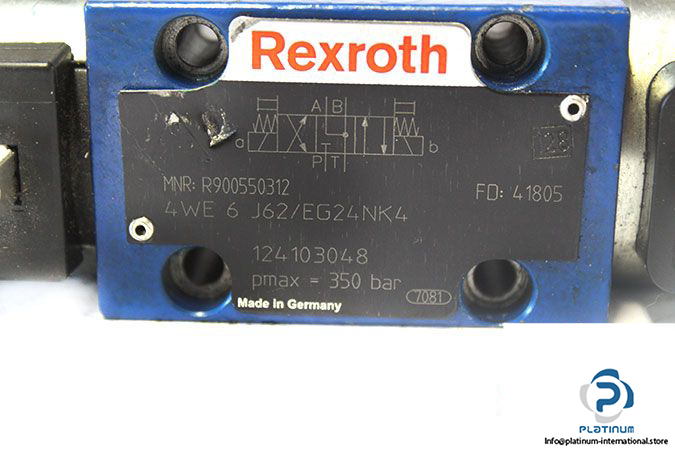 Rexroth
A B
a b
P T
28
MNR: R900550312
FD: 41805
4WE 6 J62/EG24NK4
124103048
pmax = 350 bar
7081
Made in Germany
P
PLATINUM
Info@platinum-international.store